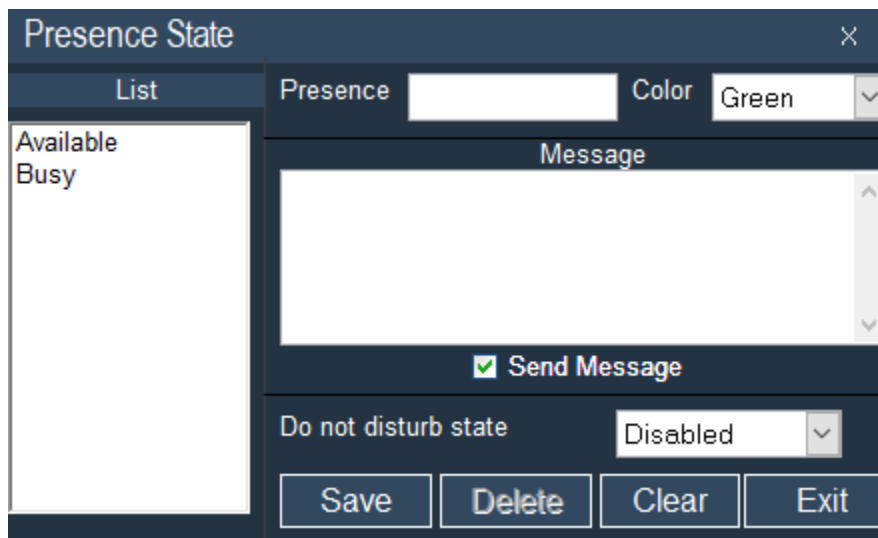 Presence State
List
Available
Busy
Presence
Color Green
Message
Send Message
Do not disturb state Disabled
Save Delete Clear Exit